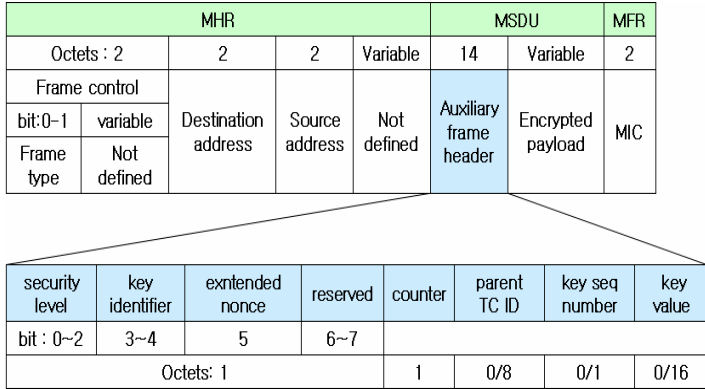 MHR MSDU MFR
Octets : 2 2 2 Variable 14 Variable 2
Frame control
bit:0-1 variable
Frame type
Not defined
Destination address
Source address
Not defined
Auxiliary frame header
Encrypted payload
MIC
security level
key identifier
exntended nonce
reserved
counter
parent TC ID
key seq number
key value
bit : 0~2 3~4 5 6~7
Octets: 1 1 0/8 0/1 0/16